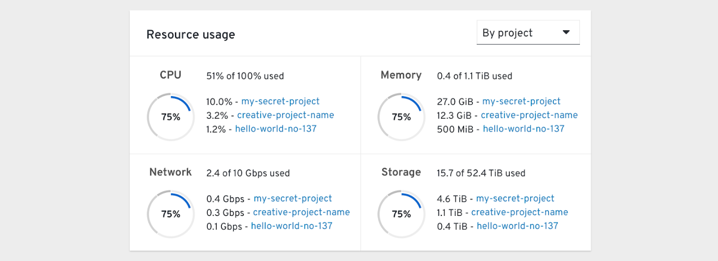 Resource usage
By project
CPU
51% of 100% used
75%
10.0% - my-secret-project
3.2% - creative-project-name
1.2% - hello-world-no-137
Memory
0.4 of 1.1 TiB used
75%
27.0 GiB - my-secret-project
12.3 GiB - creative-project-name
500 MiB - hello-world-no-137
Network
2.4 of 10 Gbps used
75%
0.4 Gbps - my-secret-project
0.3 Gbps - creative-project-name
0.1 Gbps - hello-world-no-137
Storage
15.7 of 52.4 TiB used
75%
4.6 TiB - my-secret-project
1.1 TiB - creative-project-name
0.4 TiB - hello-world-no-137